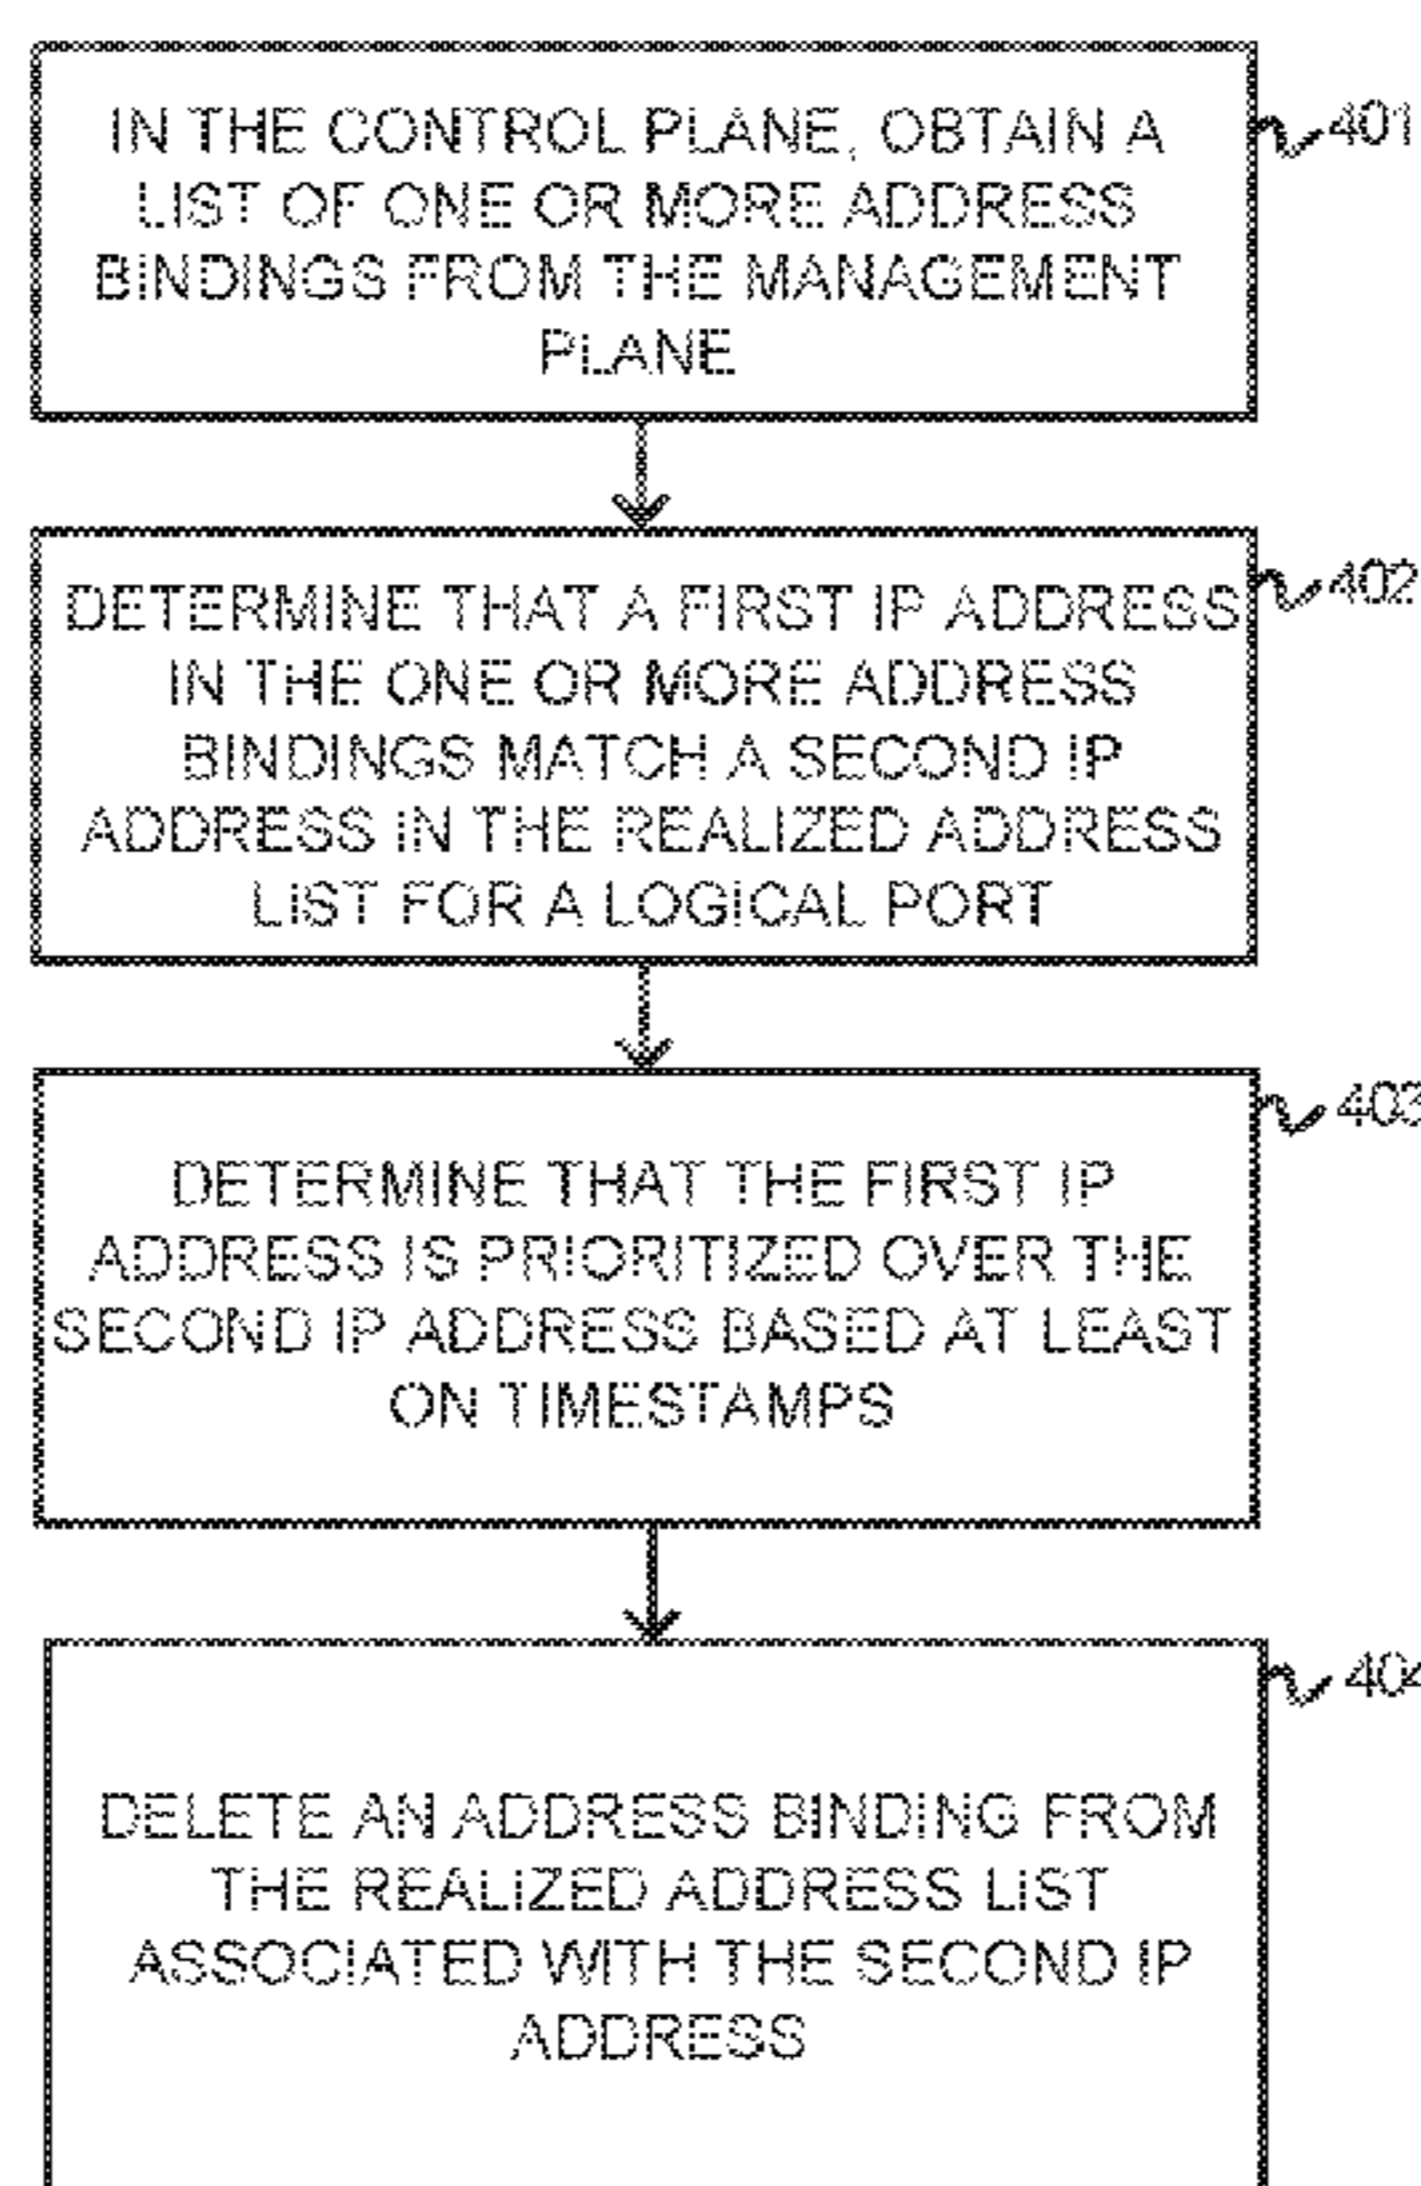 IN THE CONTROL PLANE, OBTAIN A
LIST OF ONE OR MORE ADDRESS
BINDINGS FROM THE MANAGEMENT
PLANE
401
DETERMINE THAT A FIRST IP ADDRESS
IN THE ONE OR MORE ADDRESS
BINDINGS MATCH A SECOND IP
ADDRESS IN THE REALIZED ADDRESS
LIST FOR A LOGICAL PORT
402
DETERMINE THAT THE FIRST IP
ADDRESS IS PRIORITIZED OVER THE
SECOND IP ADDRESS BASED AT LEAST
ON TIMESTAMPS
403
DELETE AN ADDRESS BINDING FROM
THE REALIZED ADDRESS LIST
ASSOCIATED WITH THE SECOND IP
ADDRESS
404